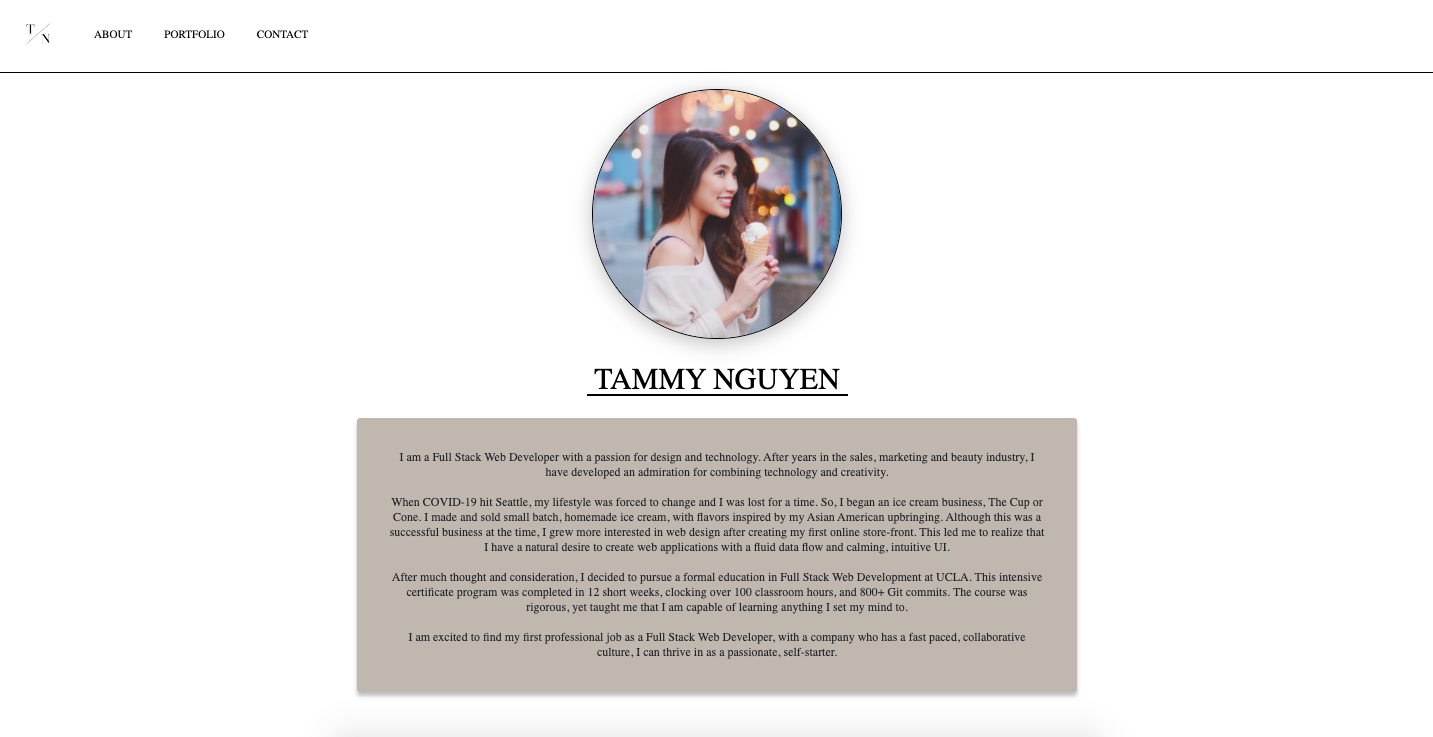 T
N
ABOUT PORTFOLIO CONTACT
TAMMY NGUYEN
I am a Full Stack Web Developer with a passion for design and technology. After years in the sales, marketing and beauty industry, I
have developed an admiration for combining technology and creativity.
When COVID-19 hit Seattle, my lifestyle was forced to change and I was lost for a time. So, I began an ice cream business, The Cup or
Cone. I made and sold small batch, homemade ice cream, with flavors inspired by my Asian American upbringing. Although this was a
successful business at the time, I grew more interested in web design after creating my first online store-front. This led me to realize that
I have a natural desire to create web applications with a fluid data flow and calming, intuitive UI.
After much thought and consideration, I decided to pursue a formal education in Full Stack Web Development at UCLA. This intensive
certificate program was completed in 12 short weeks, clocking over 100 classroom hours, and 800+ Git commits. The course was
rigorous, yet taught me that I am capable of learning anything I set my mind to.
I am excited to find my first professional job as a Full Stack Web Developer, with a company who has a fast paced, collaborative
culture, I can thrive in as a passionate, self-starter.